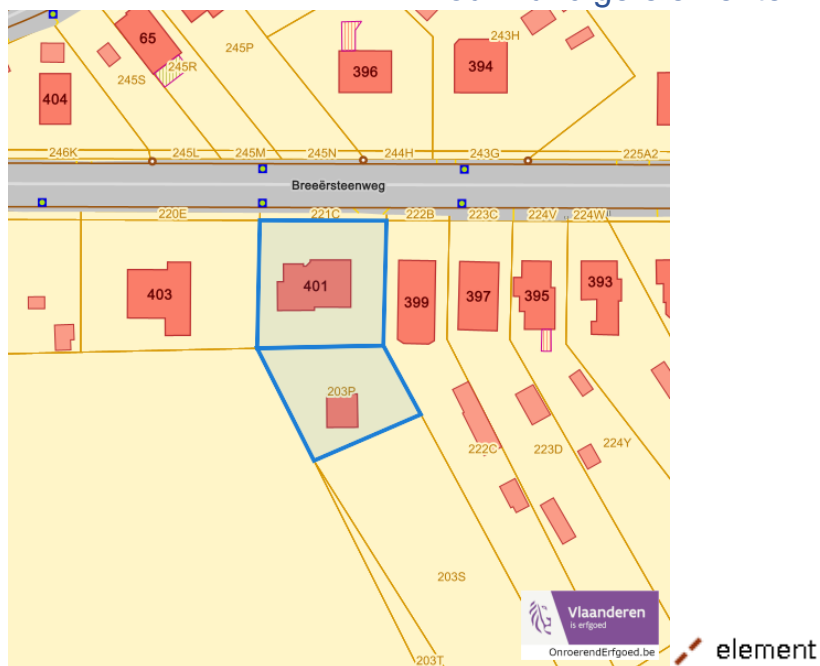 65
245P
243H
245S
245R
396
394
404
246K
245L
245M
245N
244H
243G
225A2
Breeërsteenweg
220E
221C
222B
223C
224V
224W
403
401
399
397
395
393
203P
222C
223D
224Y
203S
203T
Vlaanderen
is erfgoed
OnroerendErfgoed.be
element